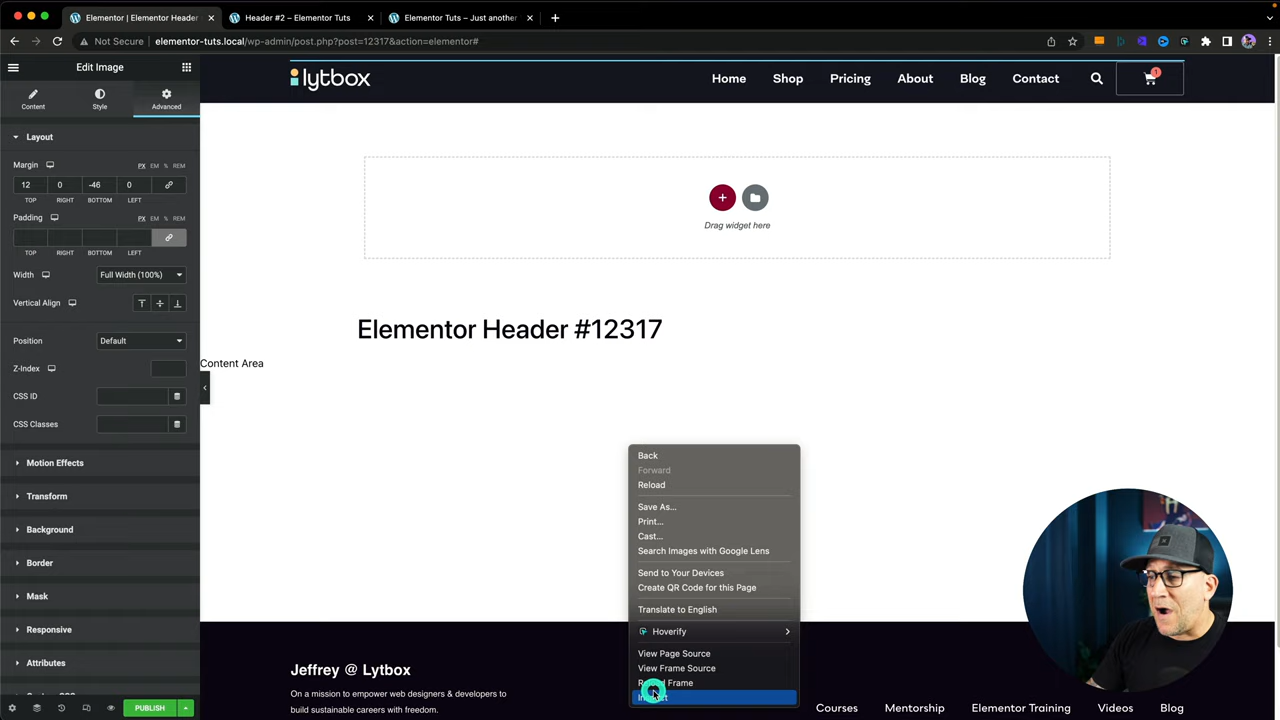 Elementor | Elementor Header
Header #2 – Elementor Tuts
Elementor Tuts – Just another
Not Secure
elementor-tuts.local/wp-admin/post.php?post=12317&action=elementor#
Edit Image
Content
Style
Advanced
Layout
Margin
PX EM % REM
12 0 -46 0
TOP RIGHT BOTTOM LEFT
Padding
PX EM % REM
TOP RIGHT BOTTOM LEFT
Width
Full Width (100%)
Vertical Align
Position
Default
Z-Index
CSS ID
CSS Classes
Motion Effects
Transform
Background
Border
Mask
Responsive
Attributes
PUBLISH
lytbox
Home
Shop
Pricing
About
Blog
Contact
1
Drag widget here
Elementor Header #12317
Content Area
Back
Forward
Reload
Save As...
Print...
Cast...
Search Images with Google Lens
Send to Your Devices
Create QR Code for this Page
Translate to English
Hoverify
View Page Source
View Frame Source
Frame
Jeffrey @ Lytbox
On a mission to empower web designers & developers to
build sustainable careers with freedom.
Courses
Mentorship
Elementor Training
Videos
Blog